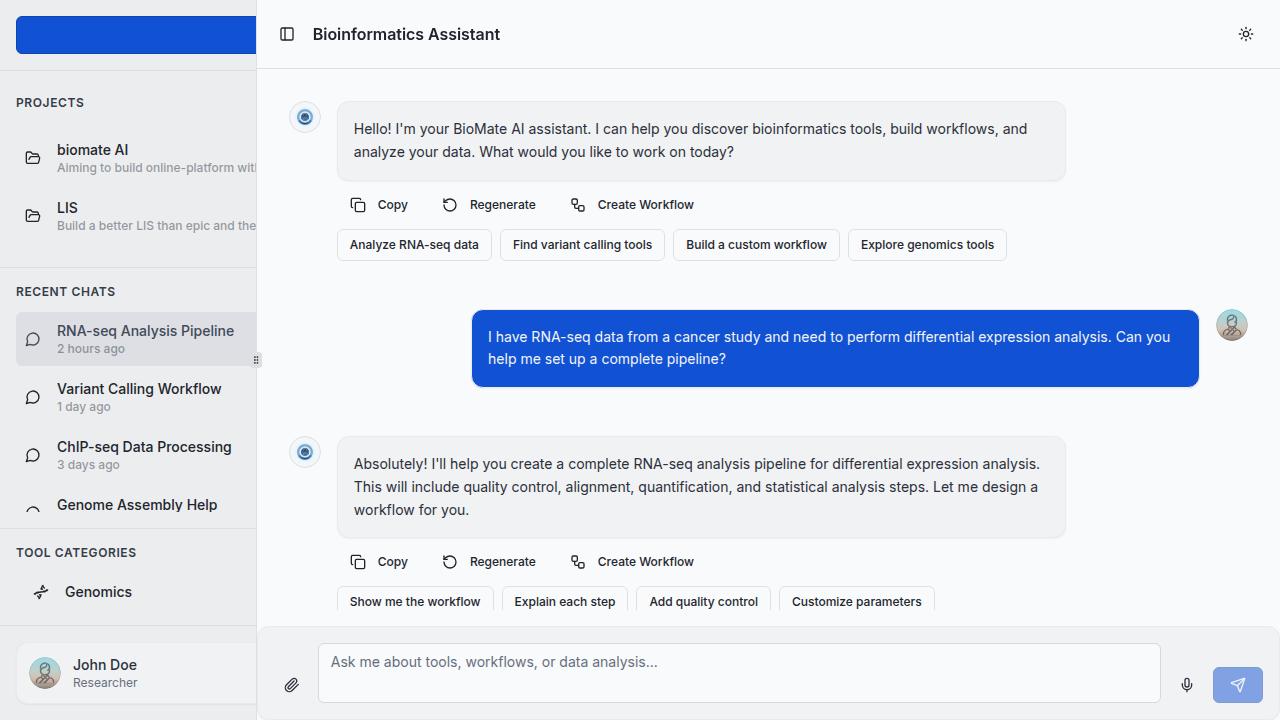 Bioinformatics Assistant
PROJECTS
biomate AI
Aiming to build online-platform with
LIS
Build a better LIS than epic and the
RECENT CHATS
RNA-seq Analysis Pipeline
2 hours ago
Variant Calling Workflow
1 day ago
ChIP-seq Data Processing
3 days ago
Genome Assembly Help
TOOL CATEGORIES
Genomics
John Doe
Researcher
Hello! I'm your BioMate AI assistant. I can help you discover bioinformatics tools, build workflows, and
analyze your data. What would you like to work on today?
Copy Regenerate Create Workflow
Analyze RNA-seq data Find variant calling tools Build a custom workflow Explore genomics tools
I have RNA-seq data from a cancer study and need to perform differential expression analysis. Can you
help me set up a complete pipeline?
Absolutely! I'll help you create a complete RNA-seq analysis pipeline for differential expression analysis.
This will include quality control, alignment, quantification, and statistical analysis steps. Let me design a
workflow for you.
Copy Regenerate Create Workflow
Show me the workflow Explain each step Add quality control Customize parameters
Ask me about tools, workflows, or data analysis...